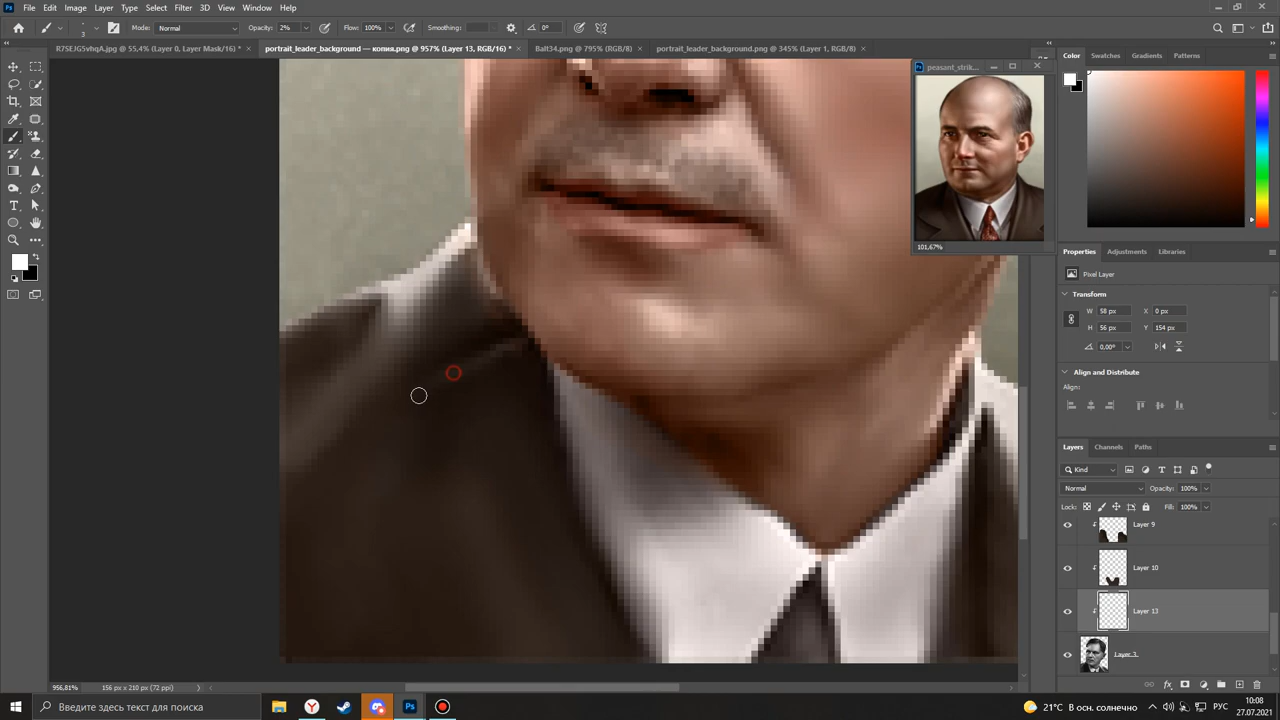 File Edit Image Layer Type Select Filter 3D View Window Help
3 Mode: Normal Opacity: 2% Flow: 100% Smoothing: 0°
R7SEJG5vhqA.jpg @ 55,4% (Layer 0, Layer Mask/16) * × portrait_leader_background — копия.png @ 957% (Layer 13, RGB/16) * × Balt34.png @ 795% (RGB/8) × portrait_leader_background.png @ 345% (Layer 1, RGB/8) ×
Color Swatches Gradients Patterns
peasant_strik...
101,67%
Properties Adjustments Libraries
Pixel Layer
Transform
W 58 px X 0 px
H 56 px Y 154 px
0,00°
Align and Distribute
Align:
Layers Channels Paths
Kind
Normal Opacity: 100%
Lock: Fill: 100%
Layer 9
Layer 10
Layer 13
Layer 3
956,81% 156 px x 210 px (72 ppi)
Введите здесь текст для поиска
21°C В осн. солнечно
РУС
10:08
27.07.2021